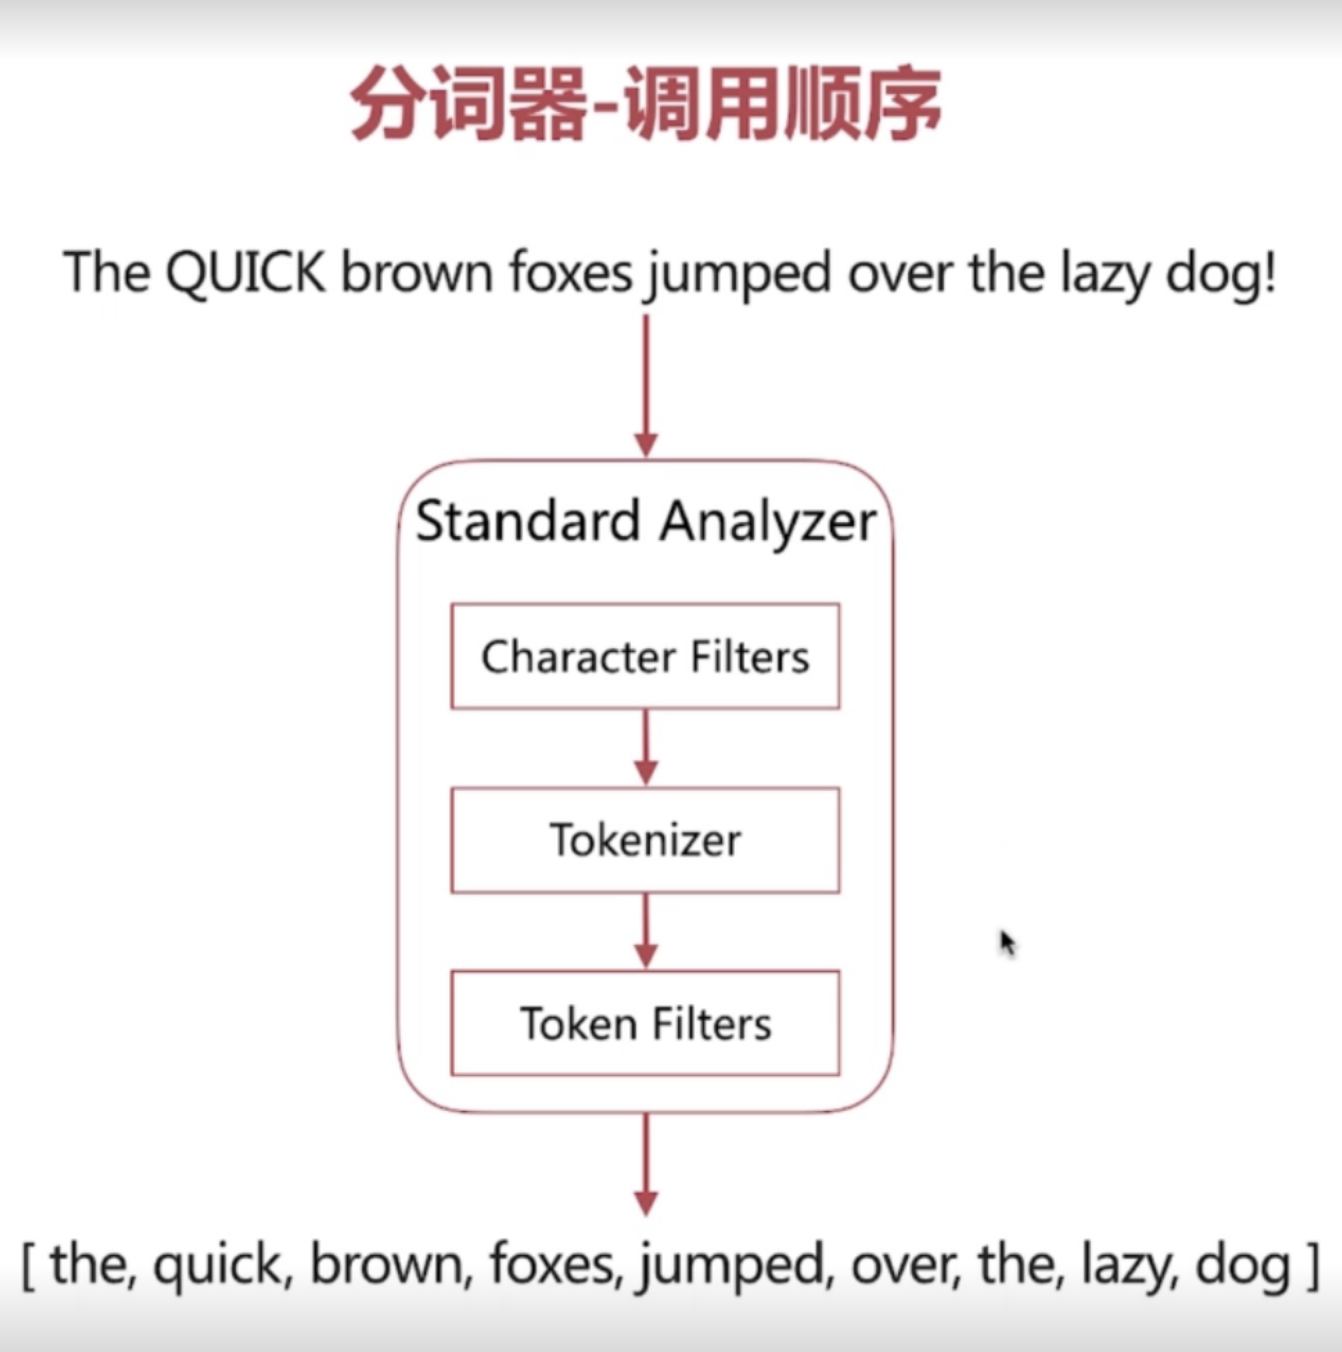 分词器-调用顺序
The QUICK brown foxes jumped over the lazy dog!
Standard Analyzer
Character Filters
Tokenizer
Token Filters
[ the, quick, brown, foxes, jumped, over, the, lazy, dog ]